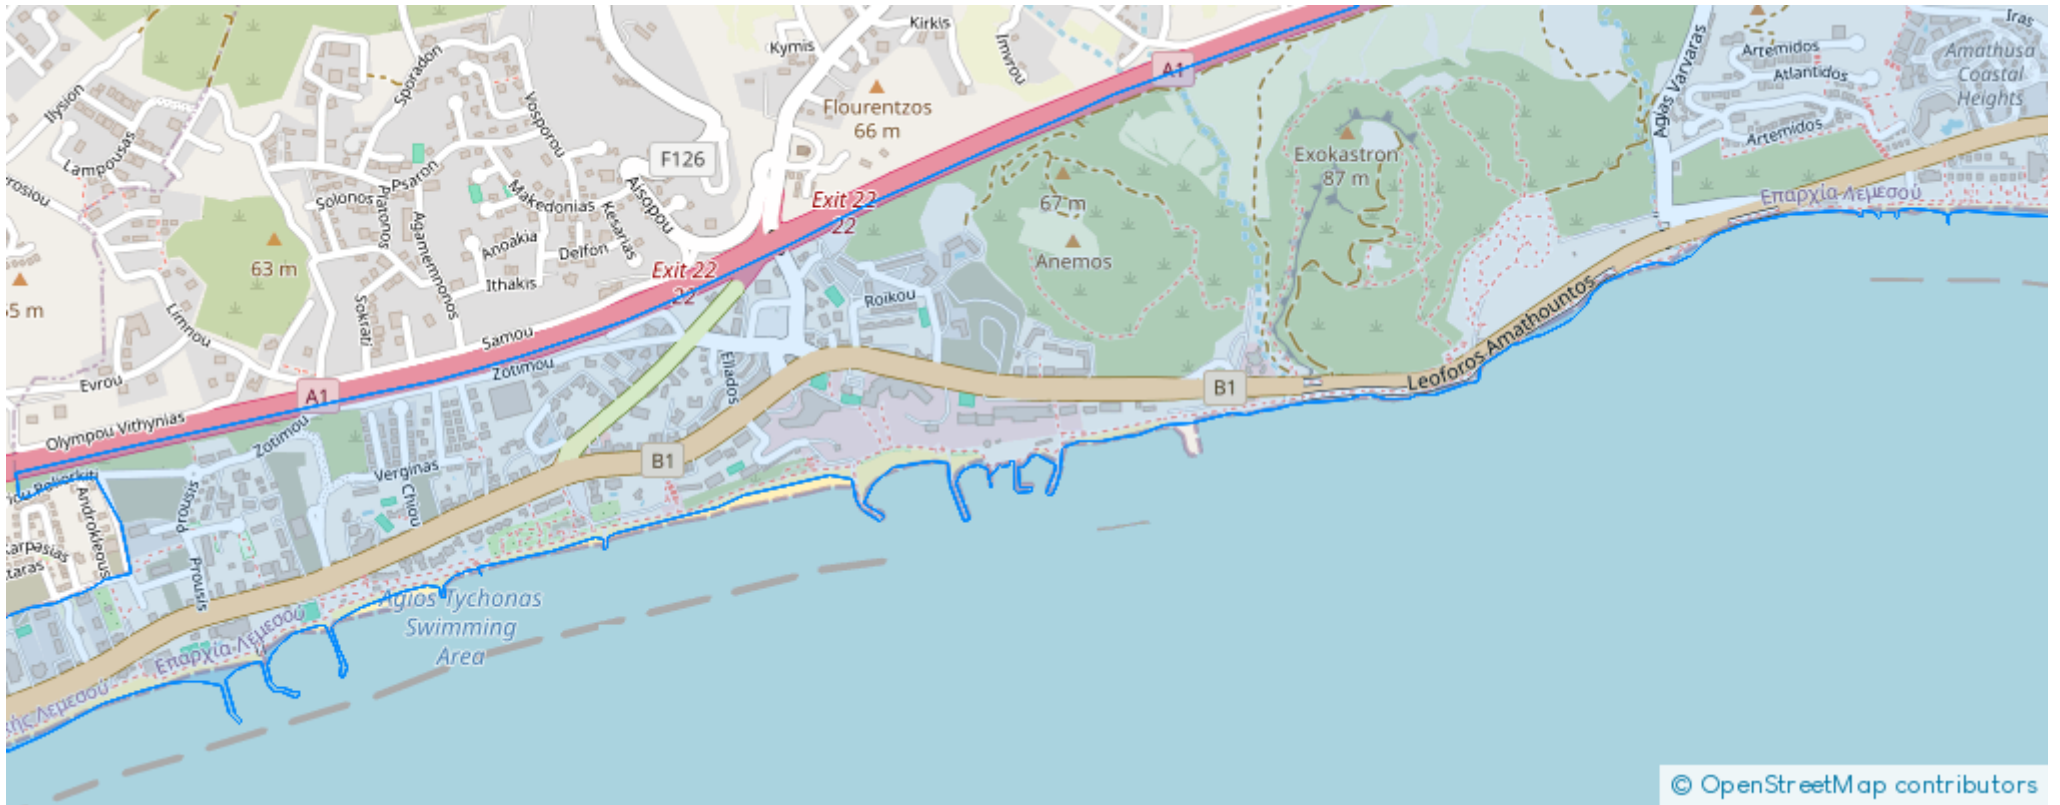 Kirkis
Kymis
Imvrou
Iras
Artemidos
Amathusa
Coastal
Heights
Atlantidos
Artemidos
Agias Varvaras
A1
Ilysion
Sporadon
Vosporou
Flourentzos
66 m
F126
Lampousas
Exokastron
87 m
Psaron
Solonos
Platonos
Makedonias
Aisopou
Kesarias
Agamemnonos
Anoakia
Delfon
Ithakis
Exit 22
22
67 m
Anemos
Επαρχία Λεμεσού
63 m
Exit 22
22
Roikou
Sokrati
Limnou
Samou
Zotimou
Eliados
Leoforos Amathountos
B1
Evrou
A1
Olympou Vithynias
Zotimou
Verginas
Chiou
B1
Androkleous
Prousis
Prousis
Agios Tychonas
Swimming
Area
Επαρχία Λεμεσού
Λεμεσού
© OpenStreetMap contributors